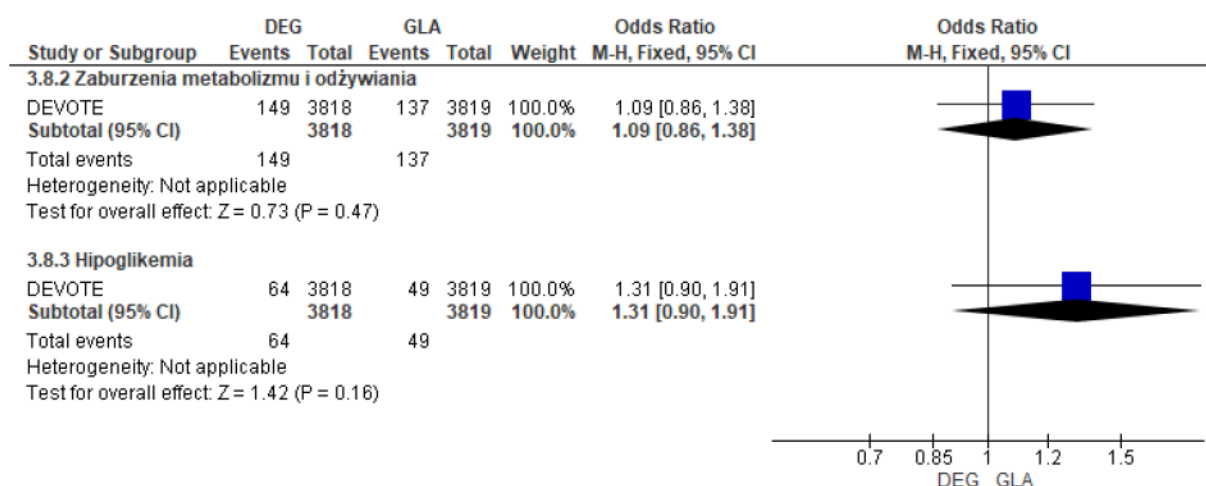 DEG GLA Odds Ratio Odds Ratio
Study or Subgroup Events Total Events Total Weight M-H, Fixed, 95% CI M-H, Fixed, 95% CI
3.8.2 Zaburzenia metabolizmu i odżywiania
DEVOTE 149 3818 137 3819 100.0% 1.09 [0.86, 1.38]
Subtotal (95% CI) 3818 3819 100.0% 1.09 [0.86, 1.38]
Total events 149 137
Heterogeneity: Not applicable
Test for overall effect: Z = 0.73 (P = 0.47)
3.8.3 Hipoglikemia
DEVOTE 64 3818 49 3819 100.0% 1.31 [0.90, 1.91]
Subtotal (95% CI) 3818 3819 100.0% 1.31 [0.90, 1.91]
Total events 64 49
Heterogeneity: Not applicable
Test for overall effect: Z = 1.42 (P = 0.16)
0.7 0.85 1 1.2 1.5
DEG GLA